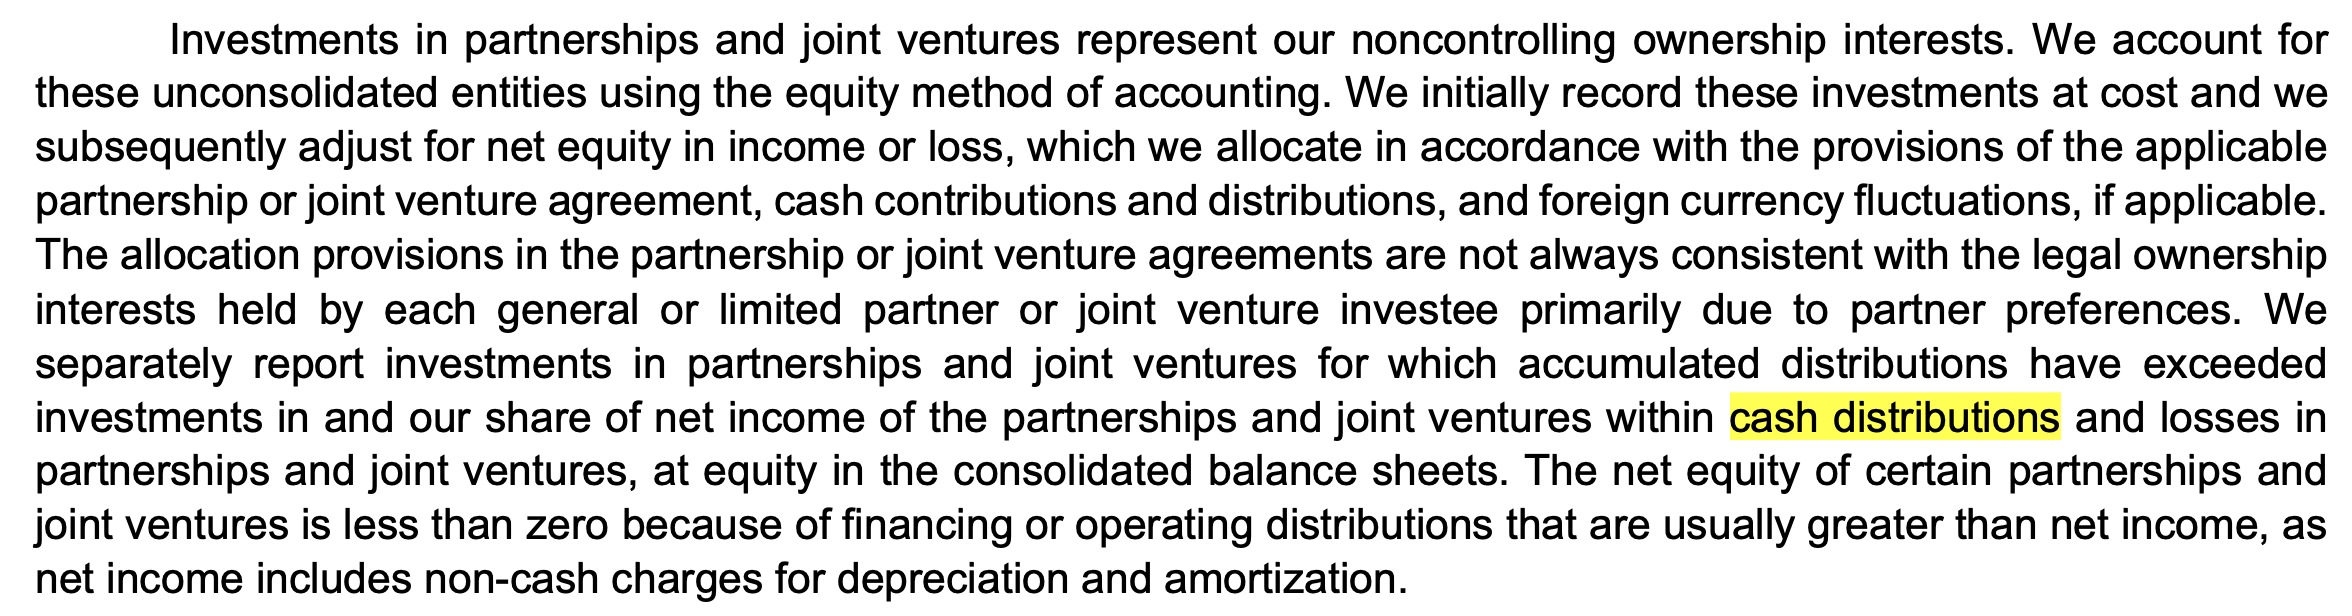 Investments in partnerships and joint ventures represent our noncontrolling ownership interests. We account for
these unconsolidated entities using the equity method of accounting. We initially record these investments at cost and we
subsequently adjust for net equity in income or loss, which we allocate in accordance with the provisions of the applicable
partnership or joint venture agreement, cash contributions and distributions, and foreign currency fluctuations, if applicable.
The allocation provisions in the partnership or joint venture agreements are not always consistent with the legal ownership
interests held by each general or limited partner or joint venture investee primarily due to partner preferences. We
separately report investments in partnerships and joint ventures for which accumulated distributions have exceeded
investments in and our share of net income of the partnerships and joint ventures within cash distributions and losses in
partnerships and joint ventures, at equity in the consolidated balance sheets. The net equity of certain partnerships and
joint ventures is less than zero because of financing or operating distributions that are usually greater than net income, as
net income includes non-cash charges for depreciation and amortization.